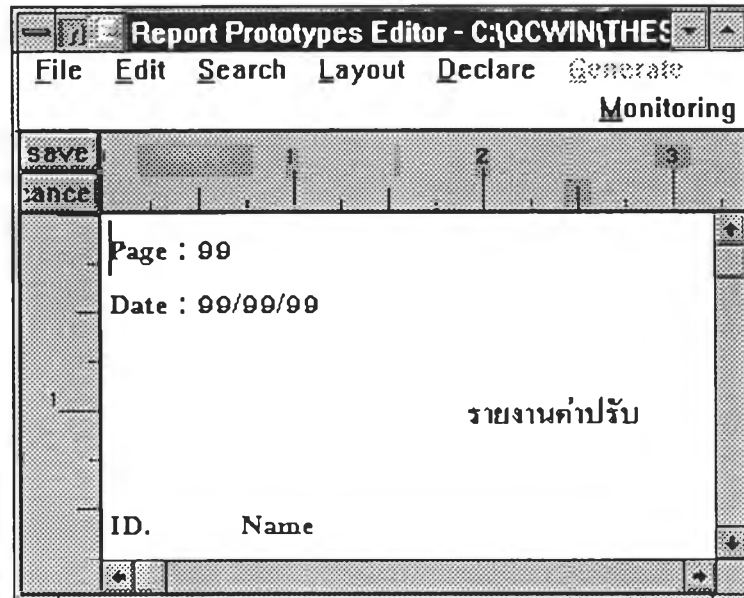 Report Prototypes Editor - C:\QCWIN\THES
File Edit Search Layout Declare Generate
Monitoring
save 1 2 3
ance
Page : 99
Date : 99/99/99
1
รายงานค่าปรับ
ID. Name